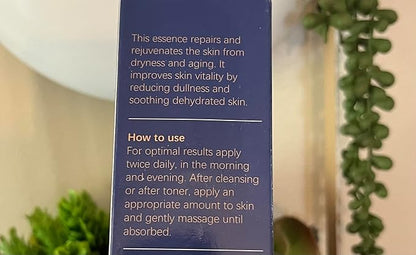 This essence repairs and
rejuvenates the skin from
dryness and aging. It
improves skin vitality by
reducing dullness and
soothing dehydrated skin.
How to use
For optimal results apply
twice daily, in the morning
and evening. After cleansing
or after toner, apply an
appropriate amount to skin
and gently massage until
absorbed.